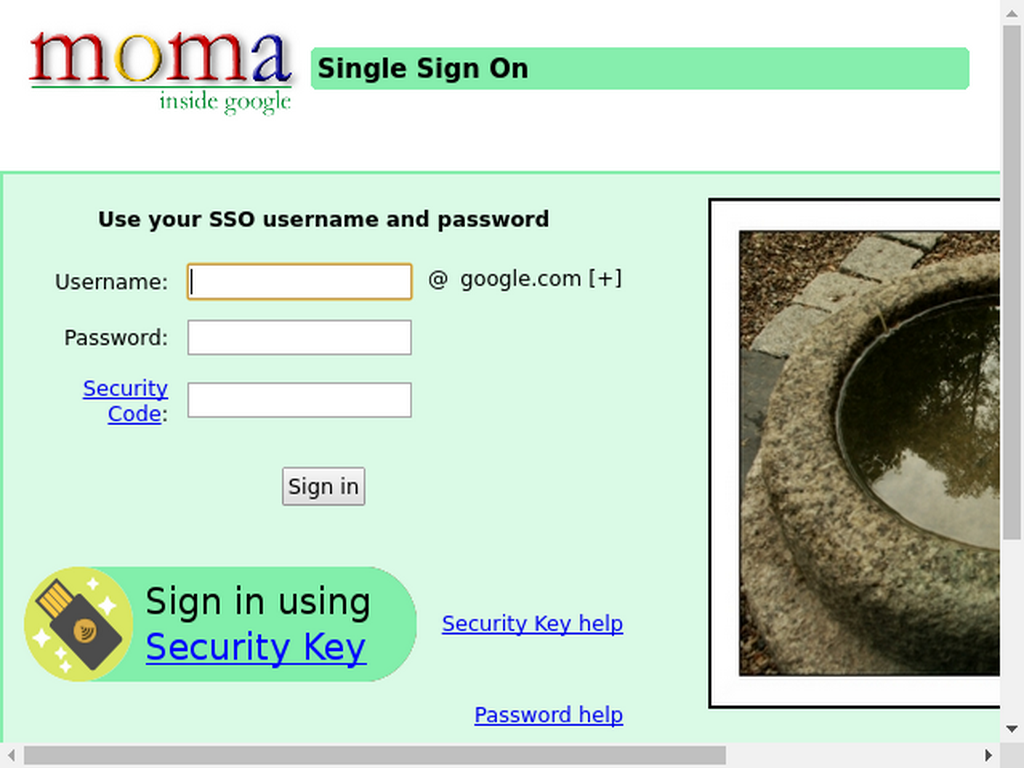 moma
inside google
Single Sign On
Use your SSO username and password
Username:
@ google.com [+]
Password:
Security
Code:
Sign in
Sign in using
Security Key
Security Key help
Password help